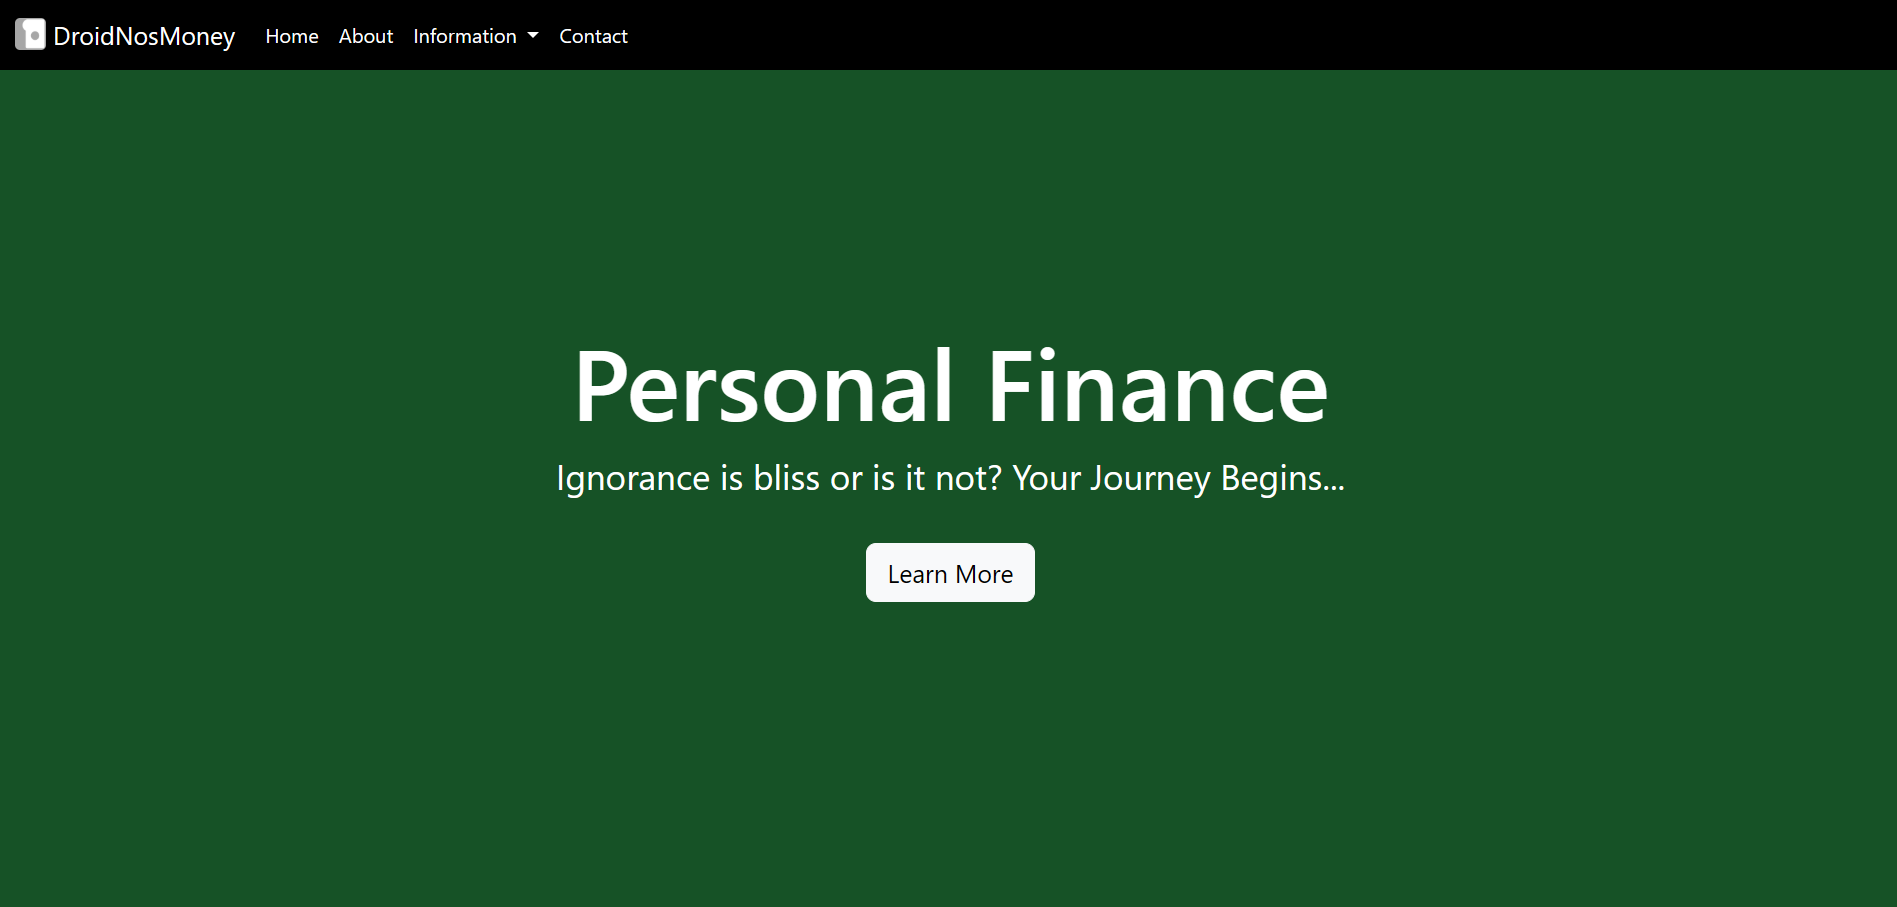 DroidNosMoney Home About Information Contact
Personal Finance
Ignorance is bliss or is it not? Your Journey Begins...
Learn More